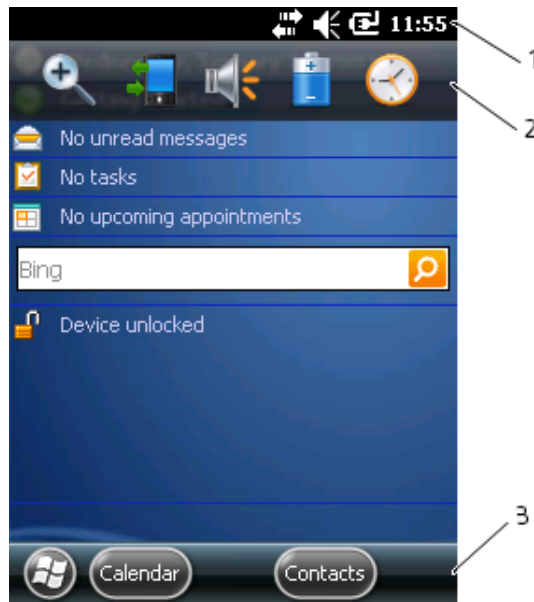 11:55
1
2
No unread messages
No tasks
No upcoming appointments
Bing
Device unlocked
3
Calendar Contacts